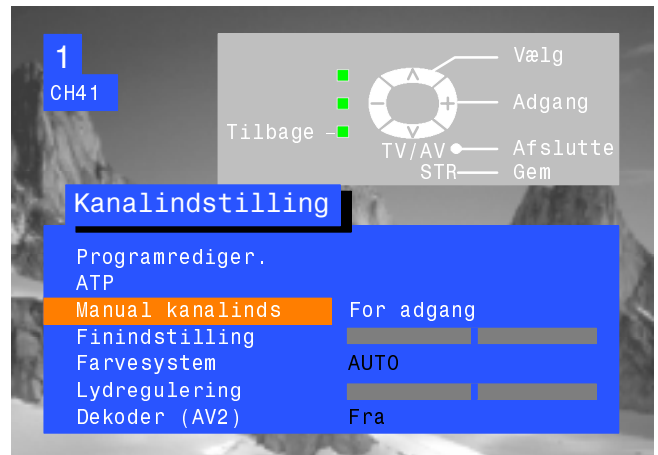 1
CH41
Vælg
Adgang
Tilbage
TV/AV Afslutte
STR Gem
Kanalindstilling
Programrediger.
ATP
Manual kanalinds For adgang
Finindstilling
Farvesystem AUTO
Lydregulering
Dekoder (AV2) Fra